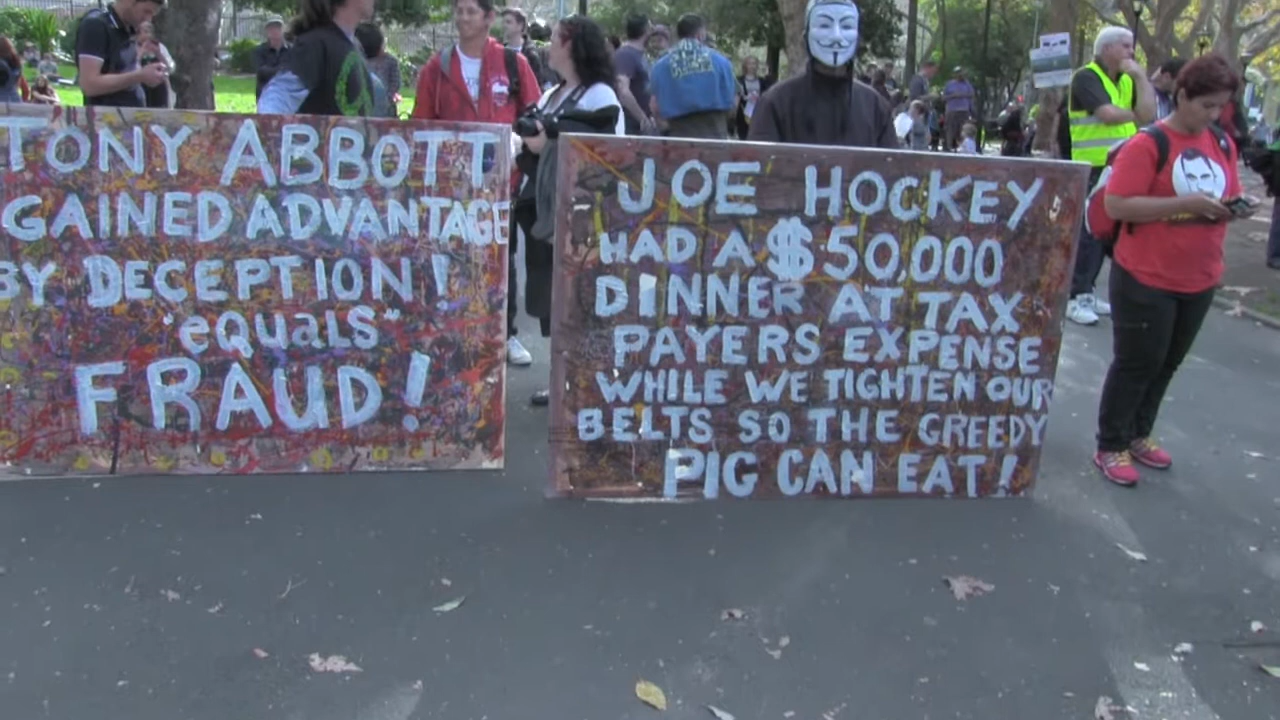 TONY ABBOTT
GAINED ADVANTAGE
BY DECEPTION!
"equals"
FRAUD!
JOE HOCKEY
HAD A $50,000
DINNER AT TAX
PAYERS EXPENSE
WHILE WE TIGHTEN OUR
BELTS SO THE GREEDY
PIG CAN EAT!